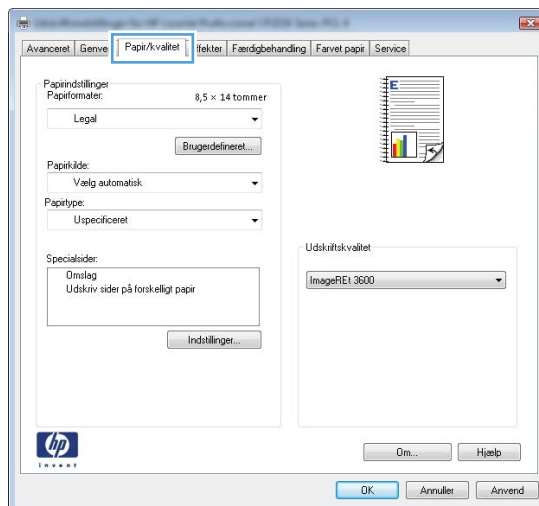 Avanceret Genve Papir/kvalitet ffekter Færdigbehandling Farvet papir Service
Papirindstillinger
Papirformater: 8,5 × 14 tommer
Legal
Brugerdefineret...
Papirkilde:
Vælg automatisk
Papirtype:
Uspecificeret
Specialsider:
Omslag
Udskriv sider på forskelligt papir
Indstillinger...
E
Udskriftskvalitet
ImageREt 3600
hp
invent
Om... Hjælp
OK Annuller Anvend